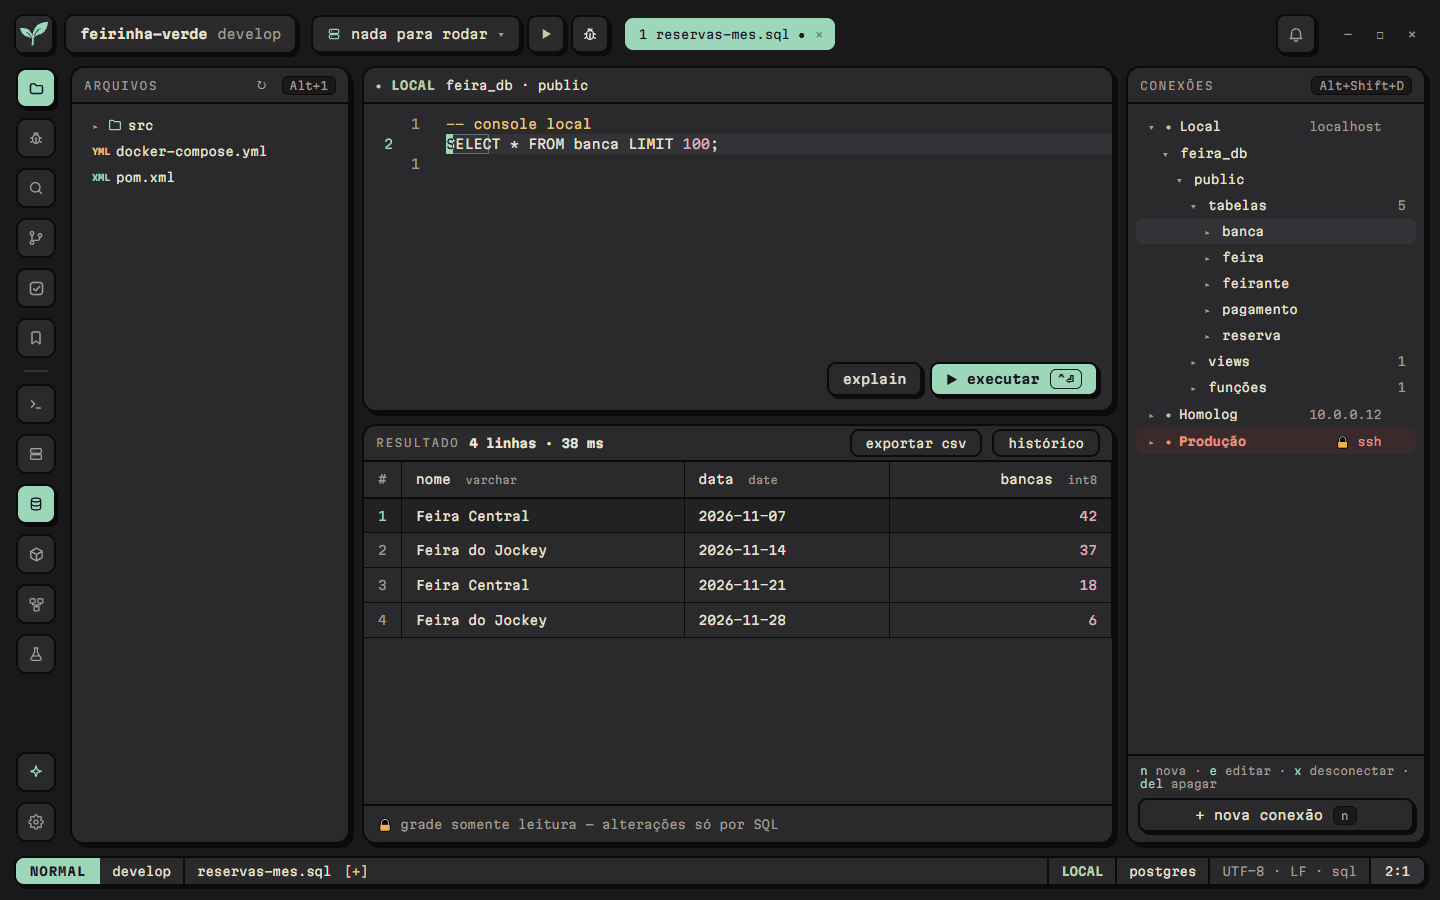 feirinha-verde develop
nada para rodar
1 reservas-mes.sql ● ×
ARQUIVOS ↻ Alt+1
src
YML docker-compose.yml
XML pom.xml
• LOCAL feira_db · public
1 -- console local
2 SELECT * FROM banca LIMIT 100;
1
explain
▶ executar ^⏎
RESULTADO 4 linhas · 38 ms
exportar csv
histórico
# nome varchar data date bancas int8
1 Feira Central 2026-11-07 42
2 Feira do Jockey 2026-11-14 37
3 Feira Central 2026-11-21 18
4 Feira do Jockey 2026-11-28 6
🔒 grade somente leitura — alterações só por SQL
CONEXÕES Alt+Shift+D
Local localhost
feira_db
public
tabelas 5
banca
feira
feirante
pagamento
reserva
views 1
funções 1
Homolog 10.0.0.12
Produção 🔒 ssh
n nova · e editar · x desconectar ·
del apagar
+ nova conexão n
NORMAL develop reservas-mes.sql [+]
LOCAL postgres UTF-8 · LF · sql 2:1